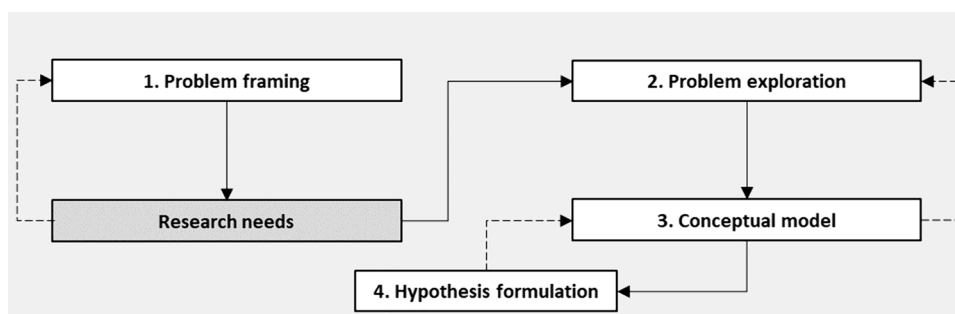 1. Problem framing
2. Problem exploration
Research needs
3. Conceptual model
4. Hypothesis formulation